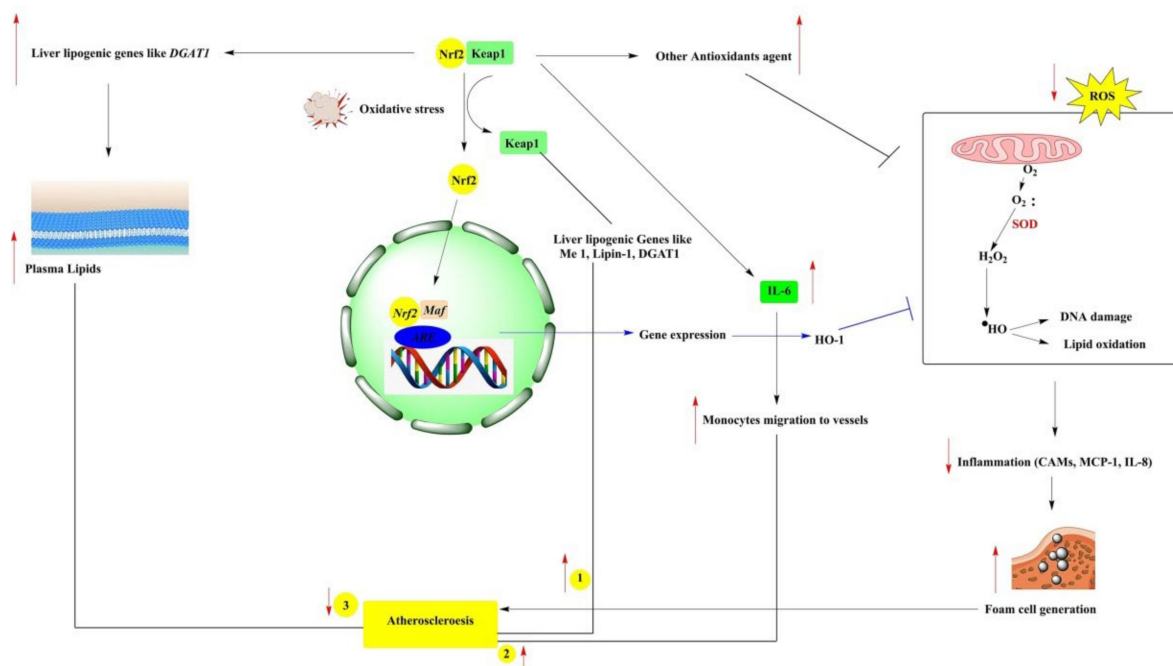 Liver lipogenic genes like DGAT1
Nrf2
Keap1
Other Antioxidants agent
ROS
Oxidative stress
Keap1
Nrf2
O2
O2 :
SOD
H2O2
•HO
DNA damage
Lipid oxidation
Plasma Lipids
Liver lipogenic Genes like
Me 1, Lipin-1, DGAT1
IL-6
Nrf2
Maf
ARE
Gene expression
HO-1
Monocytes migration to vessels
Inflammation (CAMs, MCP-1, IL-8)
Foam cell generation
1
3
Atheroscleroesis
2